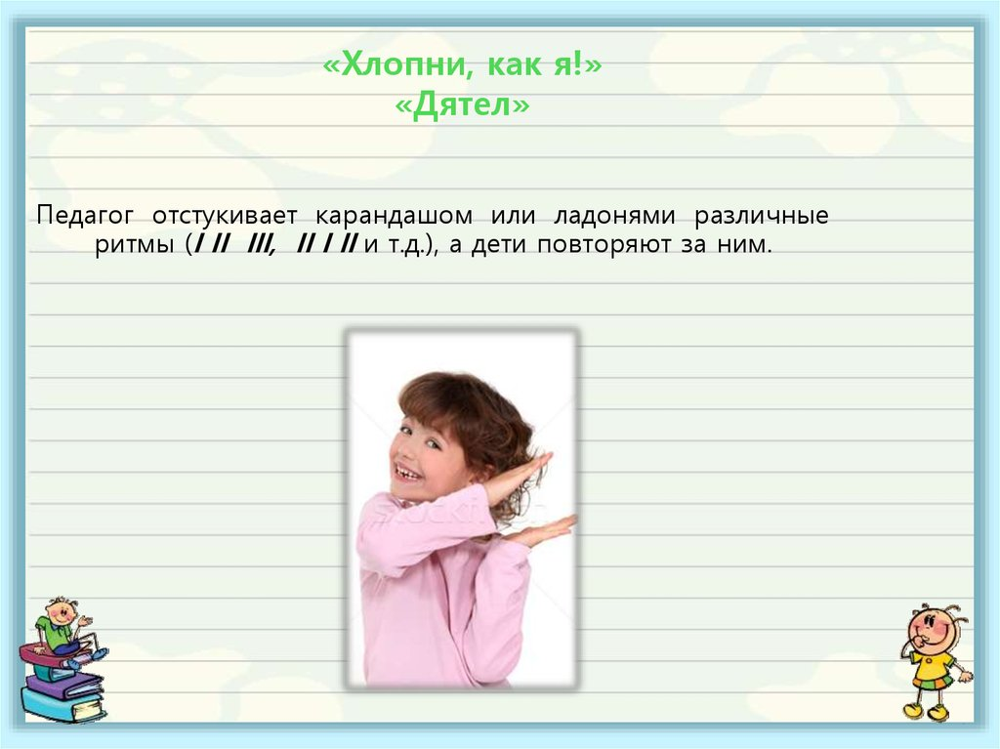 «Хлопни, как я!»
«Дятел»
Педагог отстукивает карандашом или ладонями различные
ритмы (I II III, II I II и т.д.), а дети повторяют за ним.